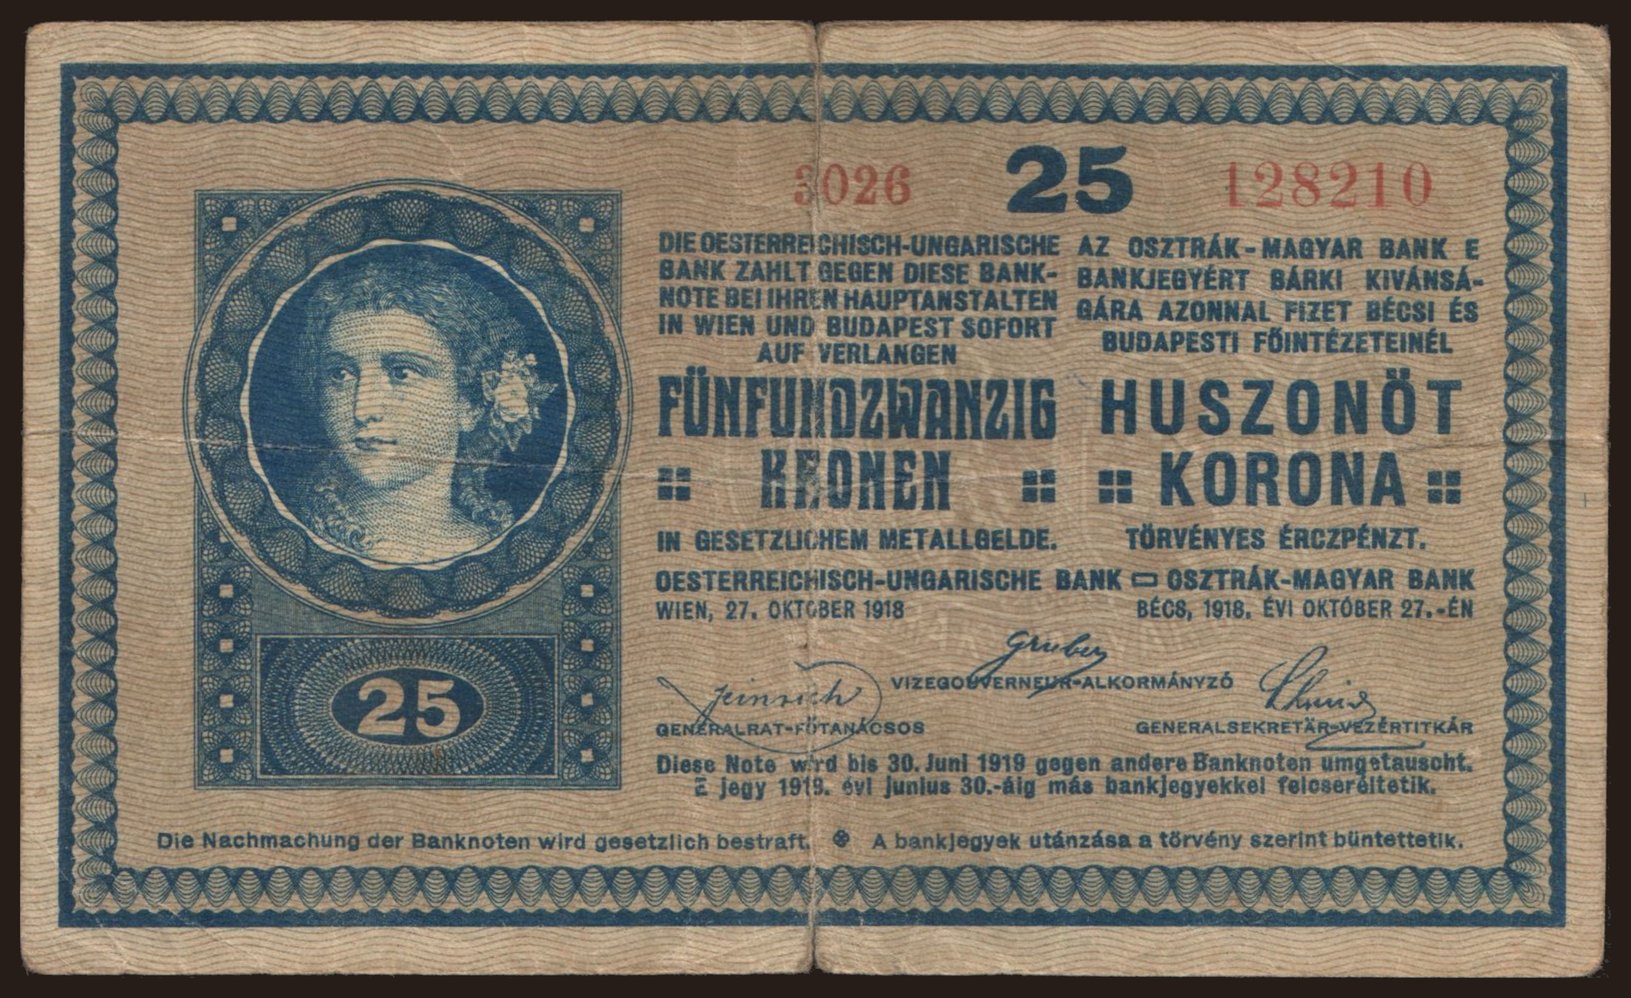 3026 25 128210
DIE OESTERREICHISCH-UNGARISCHE
BANK ZAHLT GEGEN DIESE BANK-
NOTE BEI IHREN HAUPTANSTALTEN
IN WIEN UND BUDAPEST SOFORT
AUF VERLANGEN
FÜNFUNDZWANZIG
KRONEN
IN GESETZLICHEM METALLGELDE.
AZ OSZTRÁK-MAGYAR BANK E
BANKJEGYÉRT BÁRKI KIVÁNSÁ-
GÁRA AZONNAL FIZET BÉCSI ÉS
BUDAPESTI FŐINTÉZETEINÉL
HUSZONÖT
KORONA
TÖRVÉNYES ÉRCZPÉNZT.
OESTERREICHISCH-UNGARISCHE BANK OSZTRÁK-MAGYAR BANK
WIEN, 27. OKTOBER 1918 BÉCS, 1918. ÉVI OKTÓBER 27.-ÉN
Gruber
VIZEGOUVERNEUR-ALKORMÁNYZÓ
GENERALRAT-FŐTANÁCSOS GENERALSEKRETÄR-VEZÉRTITKÁR
Diese Note wird bis 30. Juni 1919 gegen andere Banknoten umgetauscht.
E jegy 1919. évi junius 30.-áig más bankjegyekkel felcseréltetik.
25
Die Nachmachung der Banknoten wird gesetzlich bestraft. A bankjegyek utánzása a törvény szerint büntettetik.